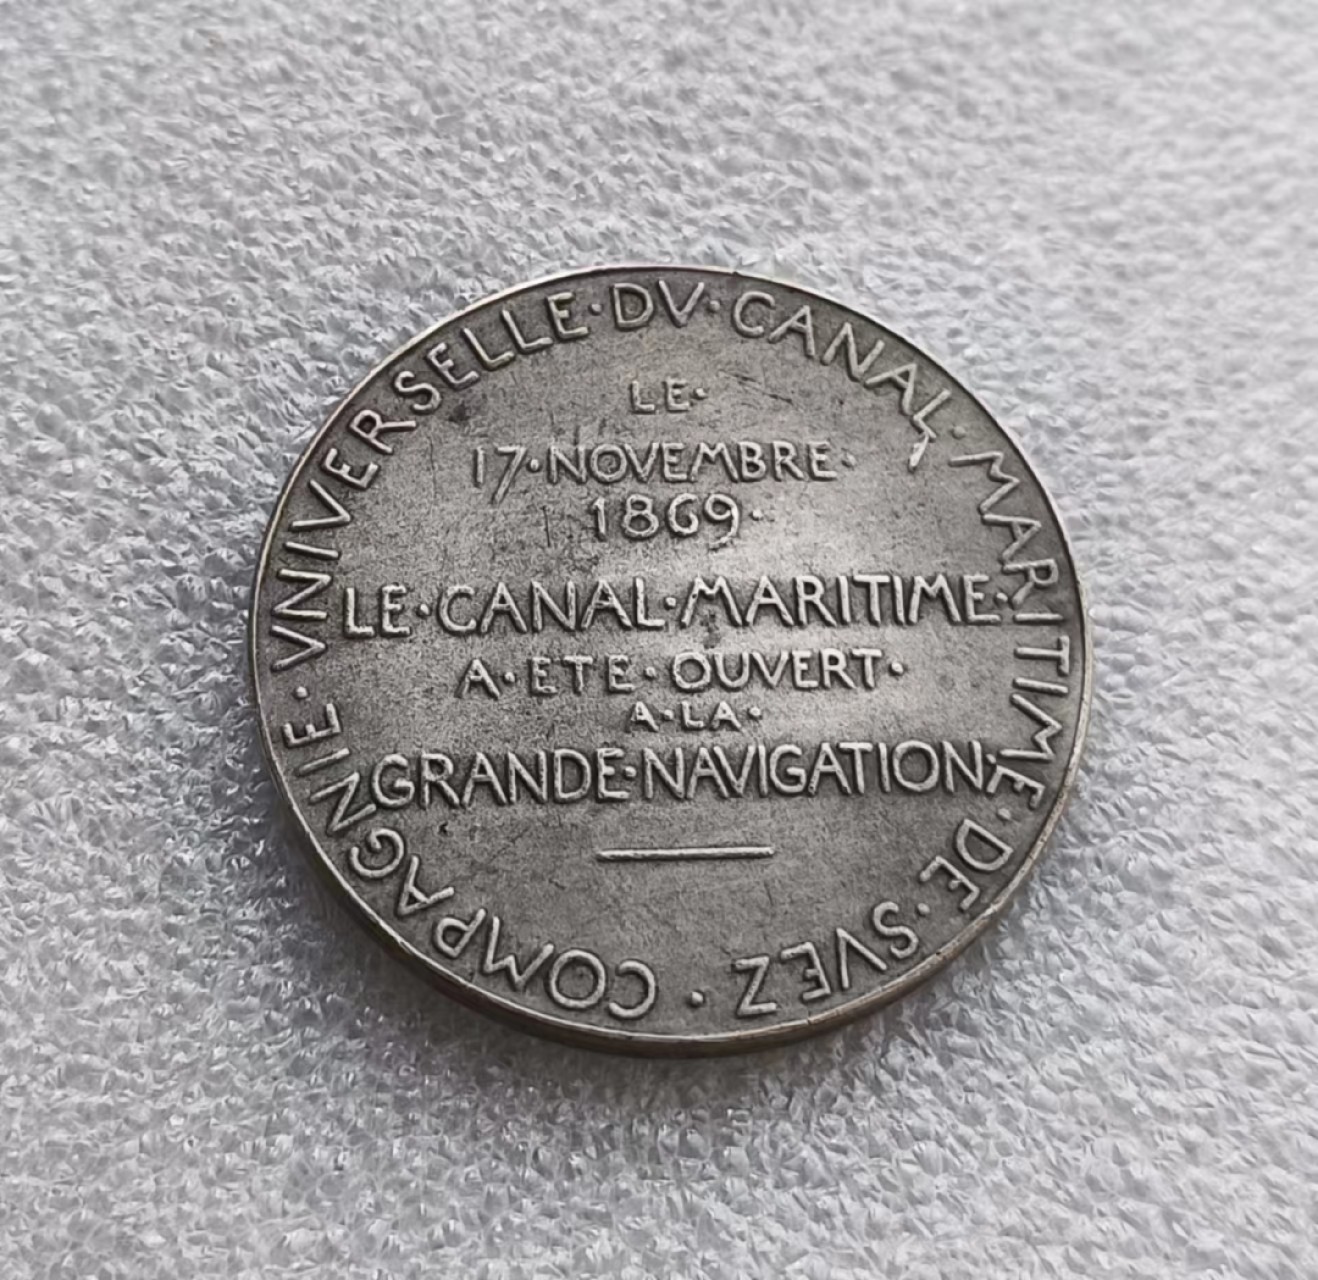 COMPAGNIE · VNIVERSELLE · DV · CANAL · MARITIME · DE · SVEZ ·
LE ·
17 · NOVEMBRE ·
1869 ·
LE · CANAL · MARITIME ·
A · ETE · OUVERT ·
A · LA ·
GRANDE · NAVIGATION ·